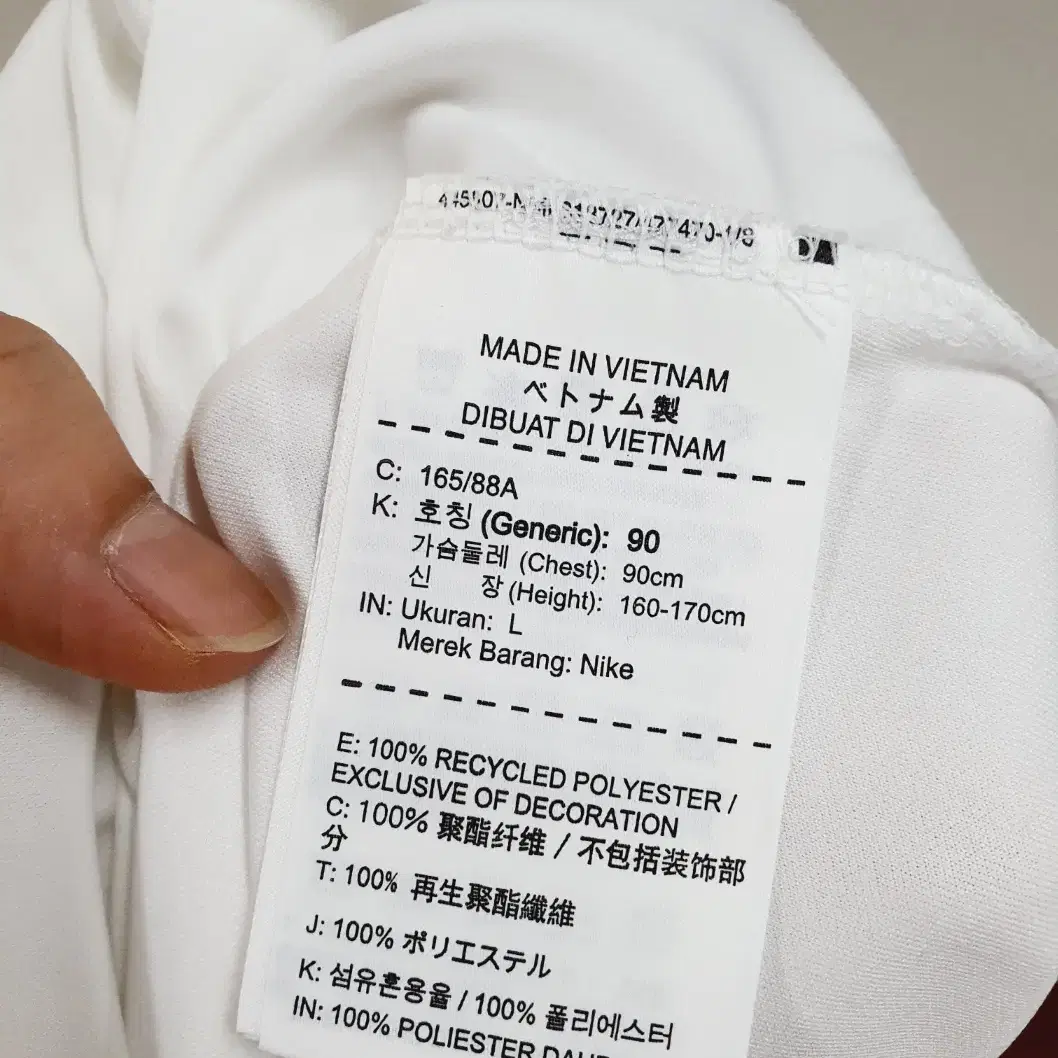 MADE IN VIETNAM
ベトナム製
DIBUAT DI VIETNAM
C: 165/88A
K: 호칭 (Generic): 90
가슴둘레 (Chest): 90cm
신 장 (Height): 160-170cm
IN: Ukuran: L
Merek Barang: Nike
E: 100% RECYCLED POLYESTER /
EXCLUSIVE OF DECORATION
C: 100% 聚酯纤维 / 不包括装饰部
分
T: 100% 再生聚酯纖維
J: 100% ポリエステル
K: 섬유혼용율 / 100% 폴리에스터
IN: 100% POLIESTER